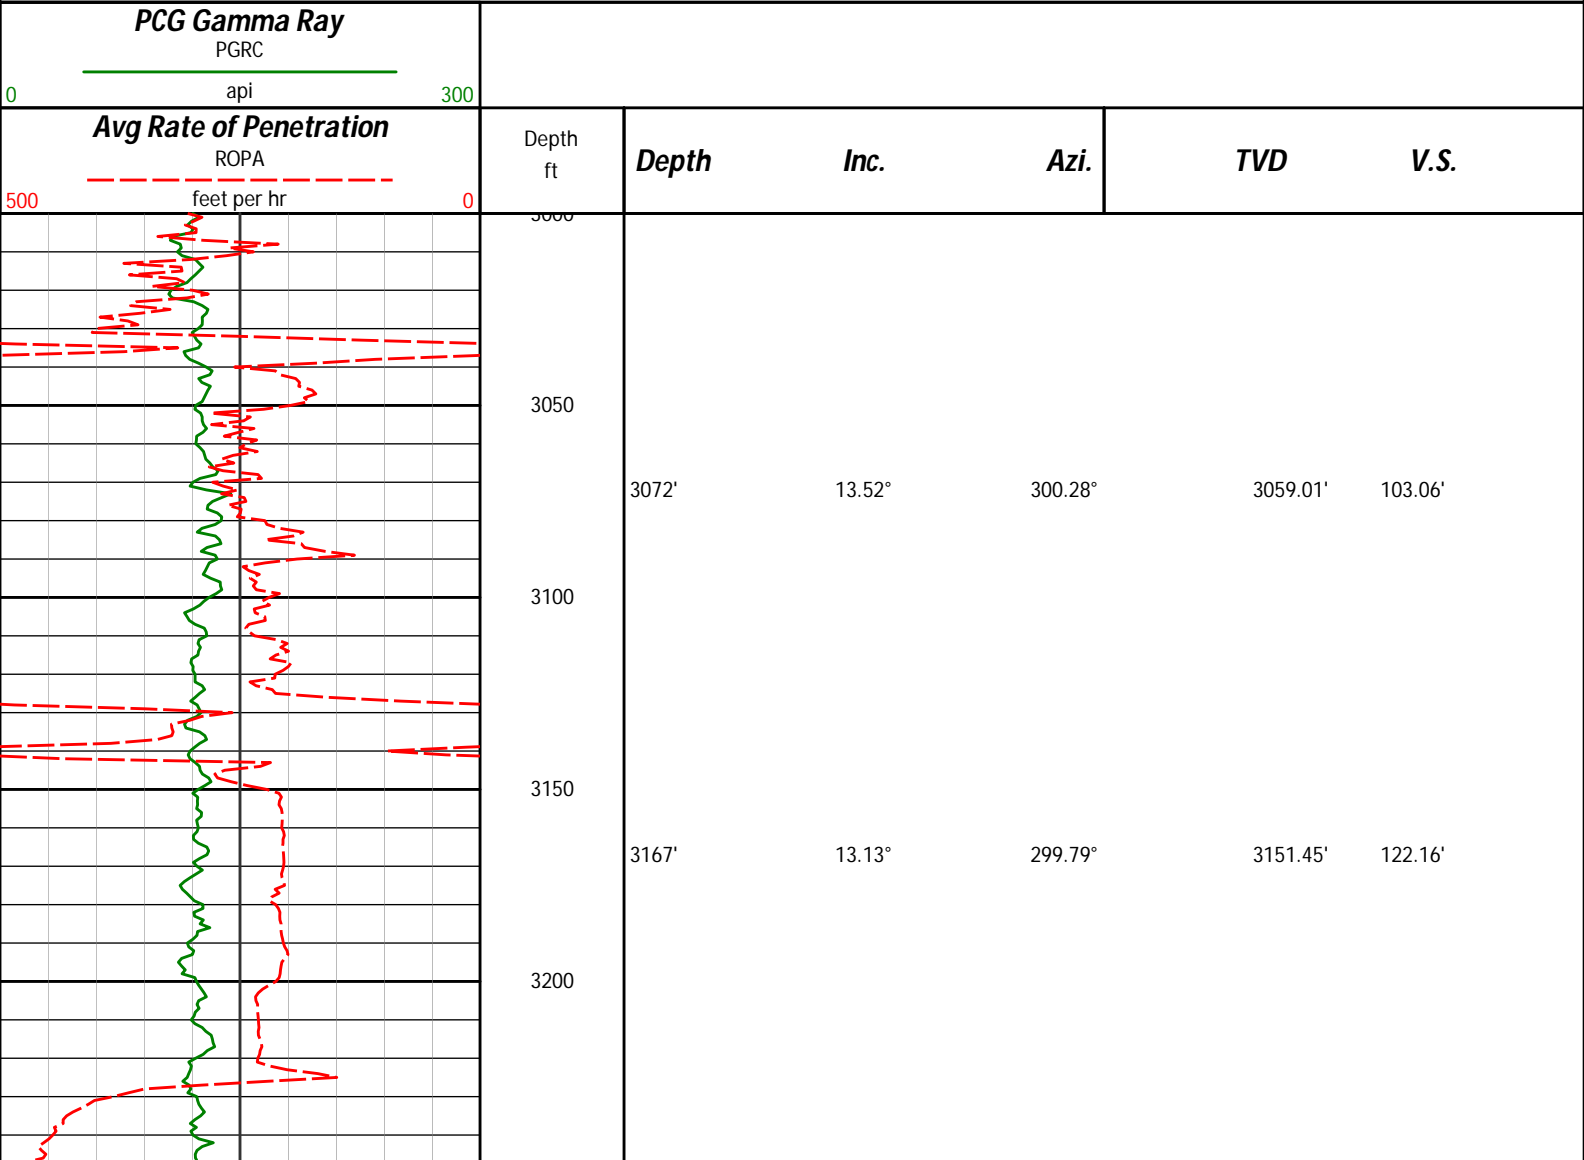 PCG Gamma Ray
PGRC
0 api 300
Avg Rate of Penetration
ROPA
500 feet per hr 0
Depth
ft
Depth Inc. Azi. TVD V.S.
3000
3050
3072' 13.52° 300.28° 3059.01' 103.06'
3100
3150
3167' 13.13° 299.79° 3151.45' 122.16'
3200